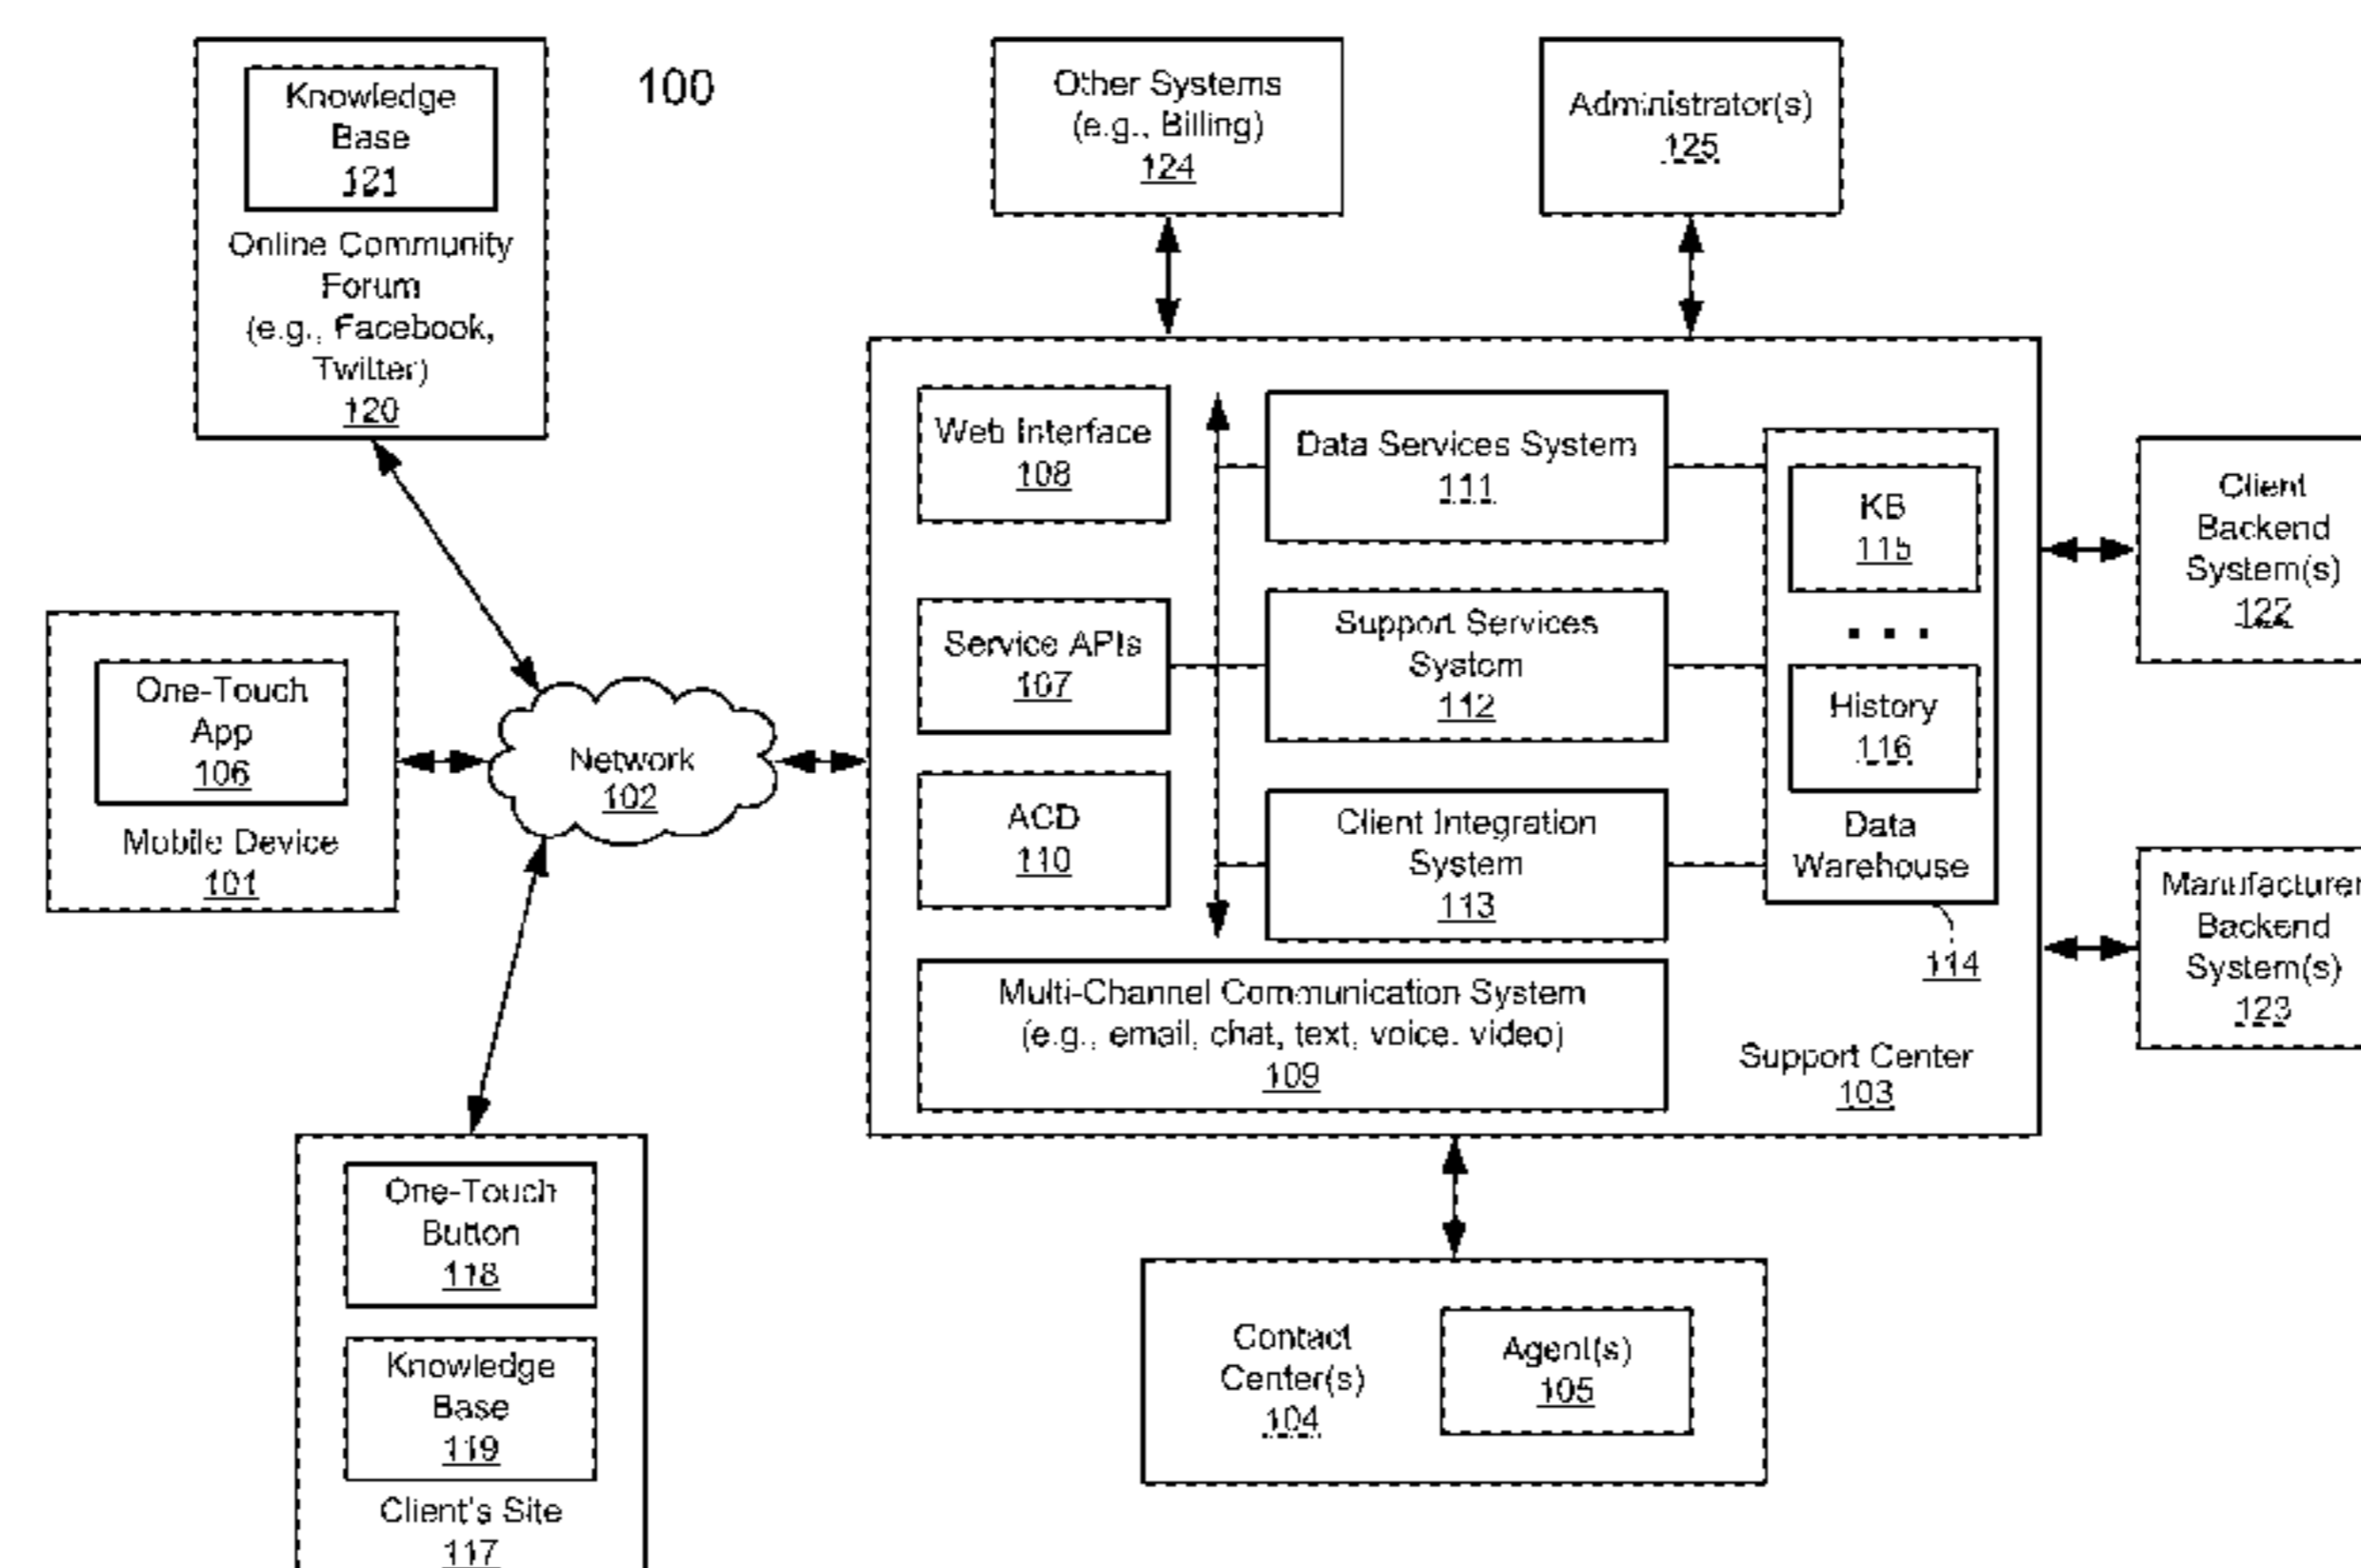 Knowledge
Base
121
Online Community
Forum
(e.g., Facebook,
Twitter)
120
100
Other Systems
(e.g., Billing)
124
Administrator(s)
125
One-Touch
App
106
Mobile Device
101
Network
102
Web Interface
108
Service APIs
107
ACD
110
Data Services System
111
Support Services
System
112
Client Integration
System
113
KB
115
...
History
116
Data
Warehouse
114
Multi-Channel Communication System
(e.g., email, chat, text, voice. video)
109
Support Center
103
Client
Backend
System(s)
122
Manufacturer
Backend
System(s)
123
One-Touch
Button
118
Knowledge
Base
119
Client's Site
117
Contact
Center(s)
104
Agent(s)
105